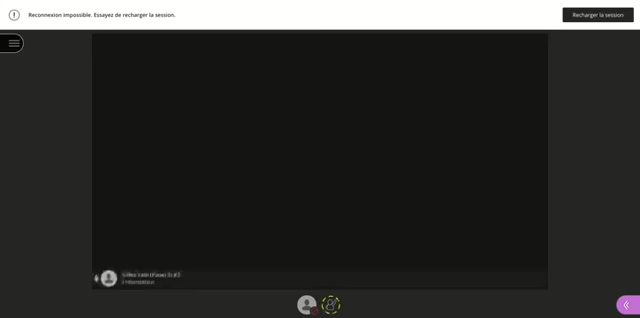 Reconnexion impossible. Essayez de recharger la session.
Recharger la session